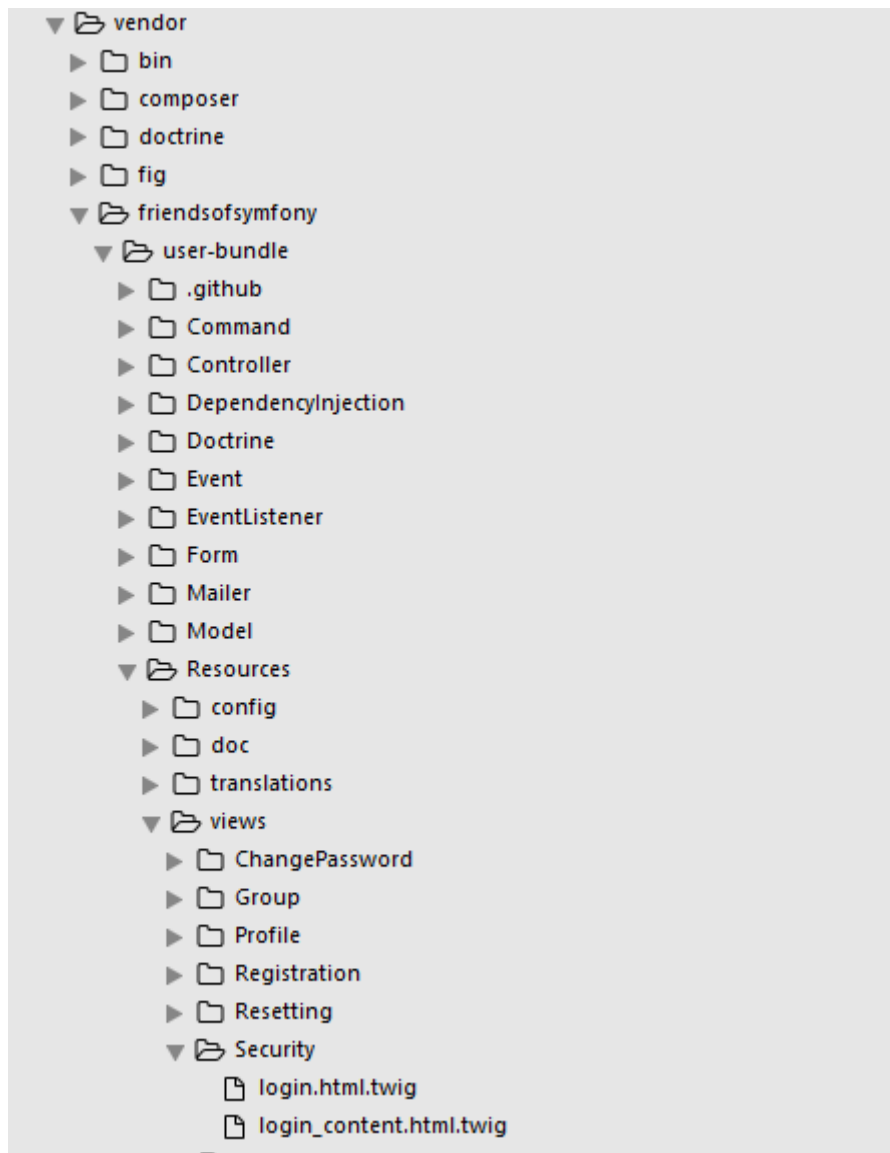 vendor
bin
composer
doctrine
fig
friendsofsymfony
user-bundle
.github
Command
Controller
DependencyInjection
Doctrine
Event
EventListener
Form
Mailer
Model
Resources
config
doc
translations
views
ChangePassword
Group
Profile
Registration
Resetting
Security
login.html.twig
login_content.html.twig